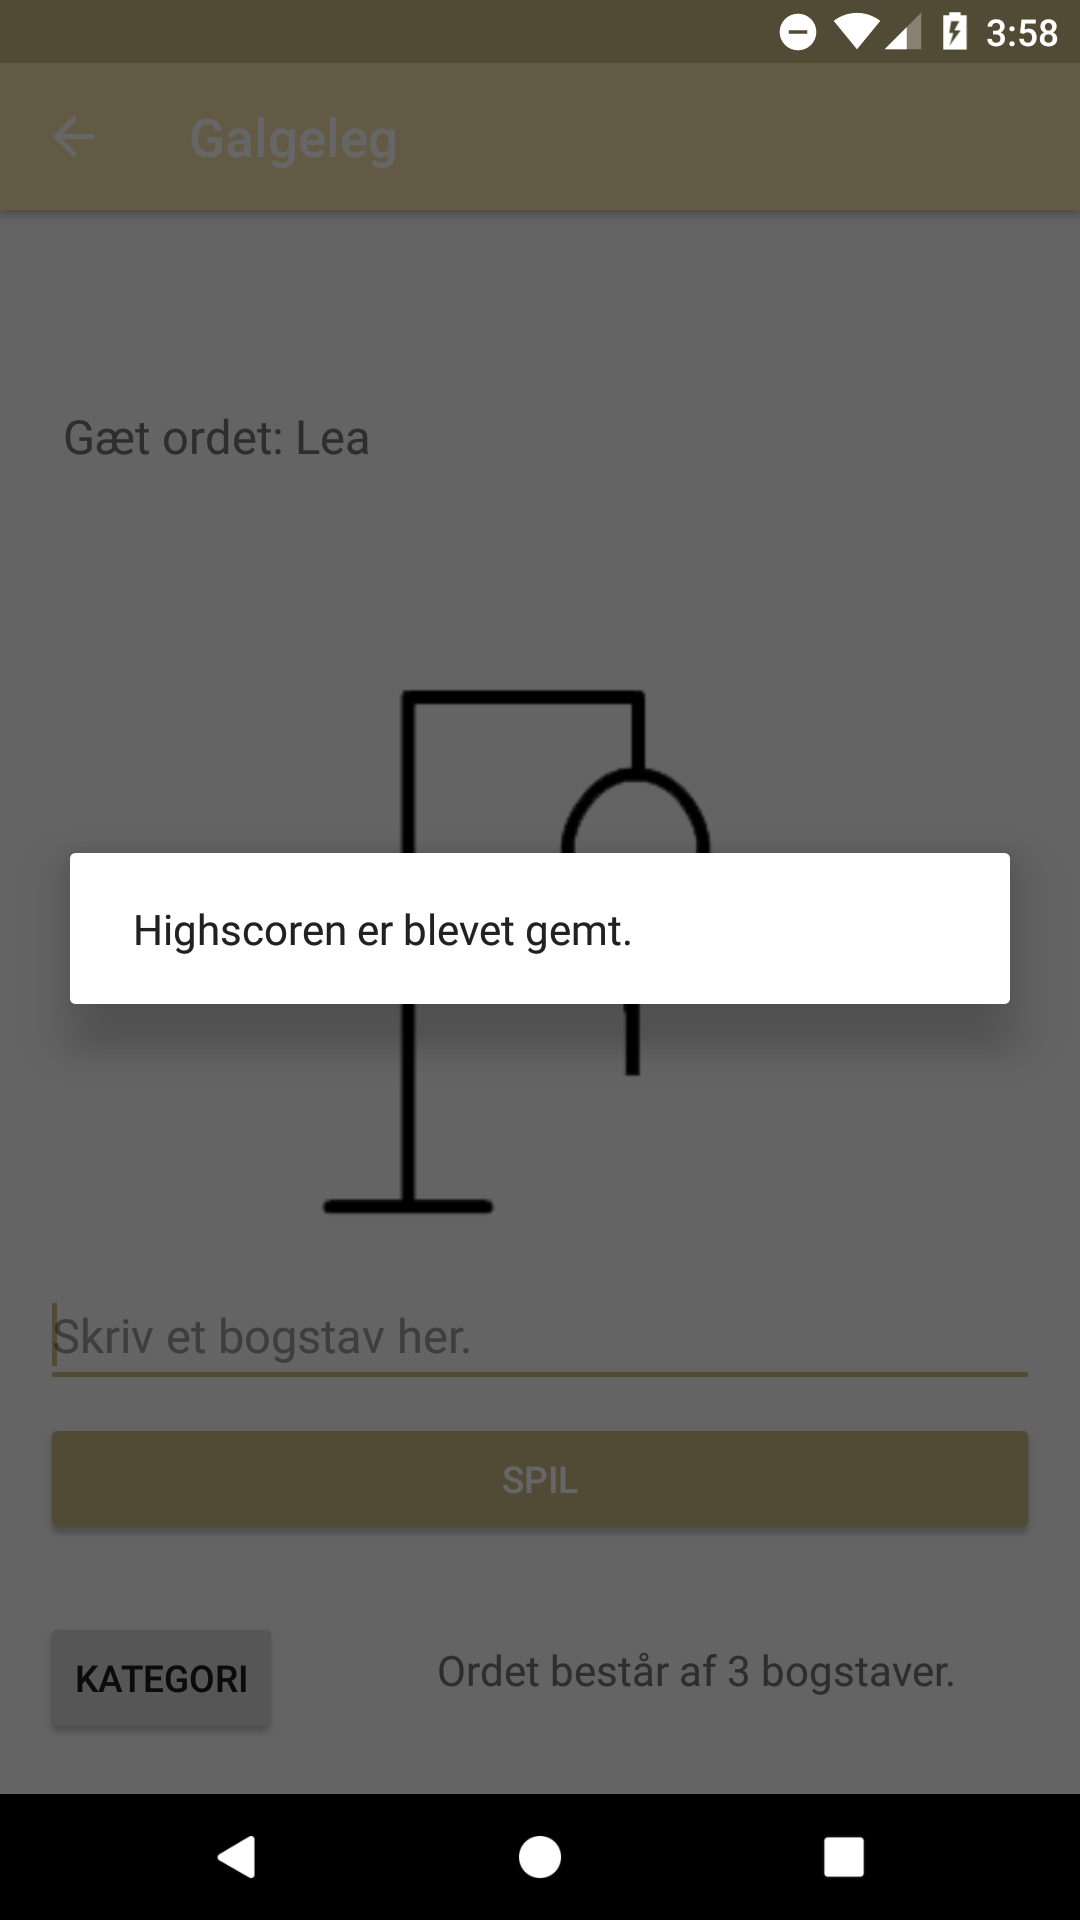 3:58
Galgeleg
Gæt ordet: Lea
Highscoren er blevet gemt.
Skriv et bogstav her.
SPIL
KATEGORI
Ordet består af 3 bogstaver.